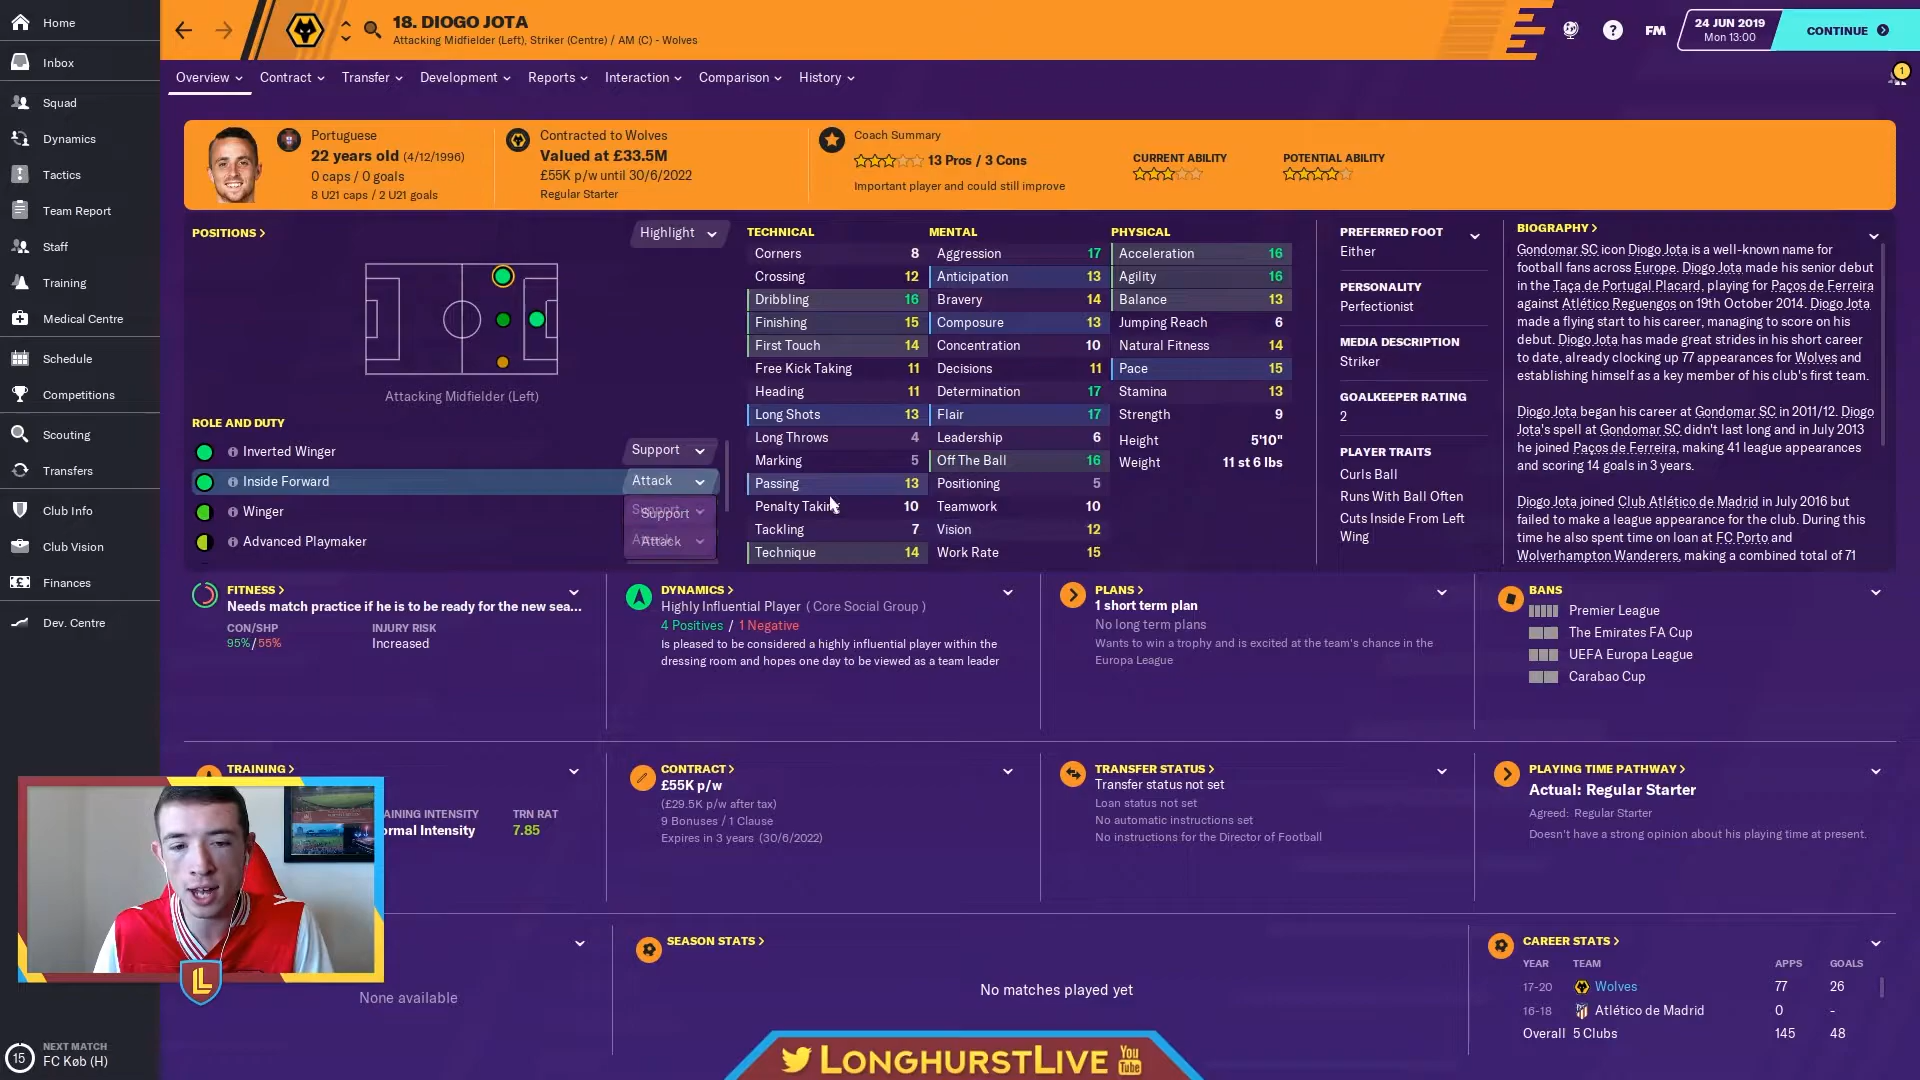 Home
Inbox
Squad
Dynamics
Tactics
Team Report
Staff
Training
Medical Centre
Schedule
Competitions
Scouting
Transfers
Club Info
Club Vision
Finances
Dev. Centre
15 NEXT MATCH
FC Køb (H)
18. DIOGO JOTA
Attacking Midfielder (Left), Striker (Centre) / AM (C) - Wolves
? FM 24 JUN 2019
Mon 13:00
CONTINUE
Overview Contract Transfer Development Reports Interaction Comparison History
1
Portuguese
22 years old (4/12/1996)
0 caps / 0 goals
8 U21 caps / 2 U21 goals
Contracted to Wolves
Valued at £33.5M
£55K p/w until 30/6/2022
Regular Starter
Coach Summary
13 Pros / 3 Cons
Important player and could still improve
CURRENT ABILITY
POTENTIAL ABILITY
POSITIONS >
Highlight
Attacking Midfielder (Left)
ROLE AND DUTY
Inverted Winger Support
Inside Forward Attack
Winger Support
Advanced Playmaker Attack
TECHNICAL
Corners 8
Crossing 12
Dribbling 16
Finishing 15
First Touch 14
Free Kick Taking 11
Heading 11
Long Shots 13
Long Throws 4
Marking 5
Passing 13
Penalty Taking 10
Tackling 7
Technique 14
MENTAL
Aggression 17
Anticipation 13
Bravery 14
Composure 13
Concentration 10
Decisions 11
Determination 17
Flair 17
Leadership 6
Off The Ball 16
Positioning 5
Teamwork 10
Vision 12
Work Rate 15
PHYSICAL
Acceleration 16
Agility 16
Balance 13
Jumping Reach 6
Natural Fitness 14
Pace 15
Stamina 13
Strength 9
Height 5'10"
Weight 11 st 6 lbs
PREFERRED FOOT
Either
PERSONALITY
Perfectionist
MEDIA DESCRIPTION
Striker
GOALKEEPER RATING
2
PLAYER TRAITS
Curls Ball
Runs With Ball Often
Cuts Inside From Left
Wing
BIOGRAPHY >
Gondomar SC icon Diogo Jota is a well-known name for
football fans across Europe. Diogo Jota made his senior debut
in the Taça de Portugal Placard, playing for Paços de Ferreira
against Atlético Reguengos on 19th October 2014. Diogo Jota
made a flying start to his career, managing to score on his
debut. Diogo Jota has made great strides in his short career
to date, already clocking up 77 appearances for Wolves and
establishing himself as a key member of his club's first team.
Diogo Jota began his career at Gondomar SC in 2011/12. Diogo
Jota's spell at Gondomar SC didn't last long and in July 2013
he joined Paços de Ferreira, making 41 league appearances
and scoring 14 goals in 3 years.
Diogo Jota joined Club Atlético de Madrid in July 2016 but
failed to make a league appearance for the club. During this
time he also spent time on loan at FC Porto and
Wolverhampton Wanderers, making a combined total of 71
FITNESS >
Needs match practice if he is to be ready for the new sea...
CON/SHP INJURY RISK
95%/55% Increased
DYNAMICS >
Highly Influential Player ( Core Social Group )
4 Positives / 1 Negative
Is pleased to be considered a highly influential player within the
dressing room and hopes one day to be viewed as a team leader
PLANS >
1 short term plan
No long term plans
Wants to win a trophy and is excited at the team's chance in the
Europa League
BANS
Premier League
The Emirates FA Cup
UEFA Europa League
Carabao Cup
TRAINING >
AINING INTENSITY TRN RAT
ormal Intensity 7.85
CONTRACT >
£55K p/w
(£29.5K p/w after tax)
9 Bonuses / 1 Clause
Expires in 3 years (30/6/2022)
TRANSFER STATUS >
Transfer status not set
Loan status not set
No automatic instructions set
No instructions for the Director of Football
PLAYING TIME PATHWAY >
Actual: Regular Starter
Agreed: Regular Starter
Doesn't have a strong opinion about his playing time at present.
None available
SEASON STATS >
No matches played yet
CAREER STATS >
YEAR TEAM APPS GOALS
17-20 Wolves 77 26
16-18 Atlético de Madrid 0 -
Overall 5 Clubs 145 48
L
LONGHURSTLIVE You Tube